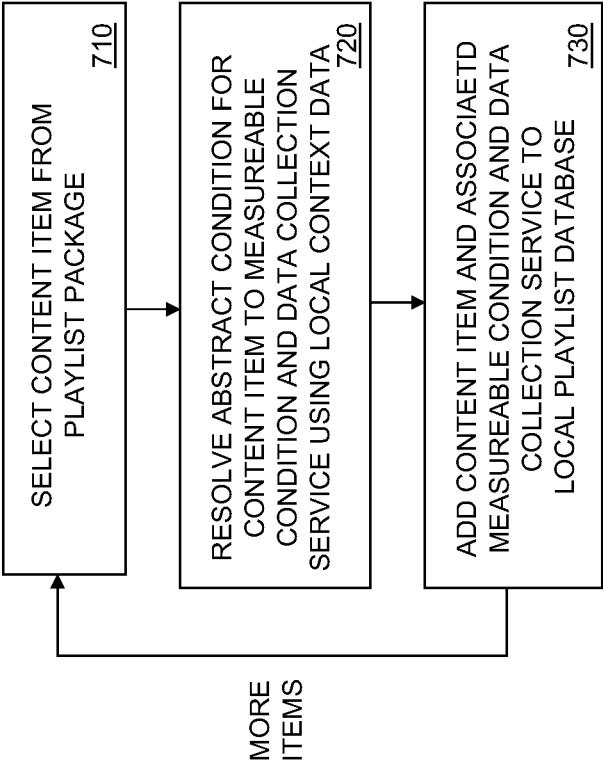 SELECT CONTENT ITEM FROM
PLAYLIST PACKAGE
710
RESOLVE ABSTRACT CONDITION FOR
CONTENT ITEM TO MEASUREABLE
CONDITION AND DATA COLLECTION
SERVICE USING LOCAL CONTEXT DATA
720
ADD CONTENT ITEM AND ASSOCIAETD
MEASUREABLE CONDITION AND DATA
COLLECTION SERVICE TO
LOCAL PLAYLIST DATABASE
730
MORE
ITEMS